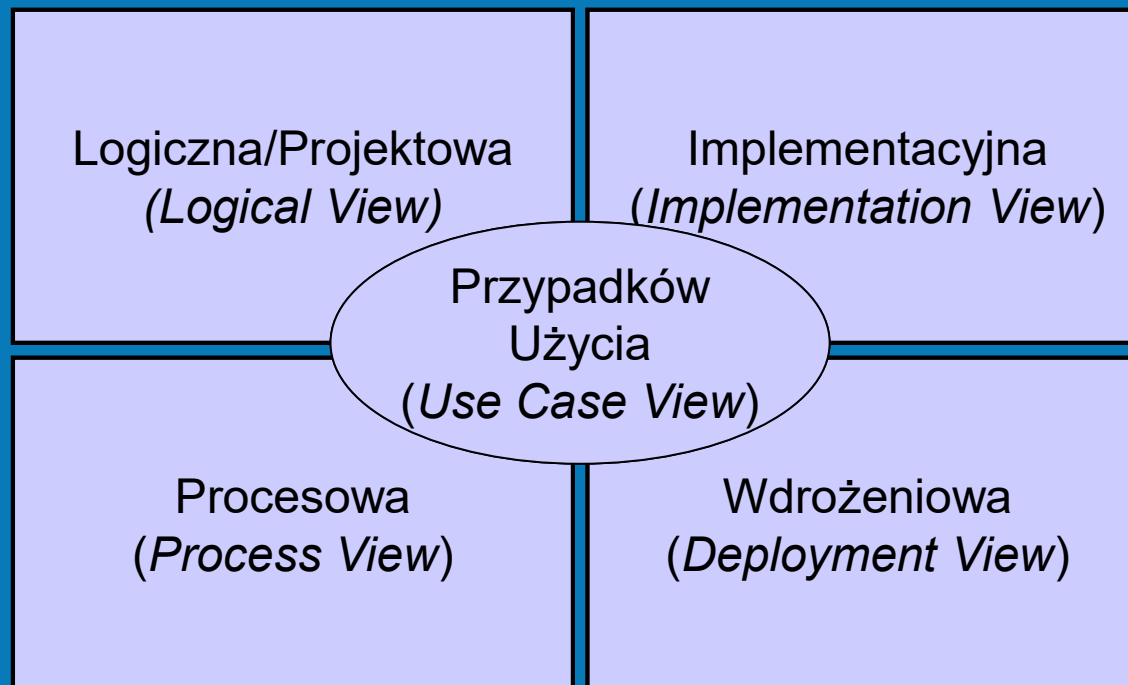 Logiczna/Projektowa
(Logical View)
Implementacyjna
(Implementation View)
Przypadków
Użycia
(Use Case View)
Procesowa
(Process View)
Wdrożeniowa
(Deployment View)